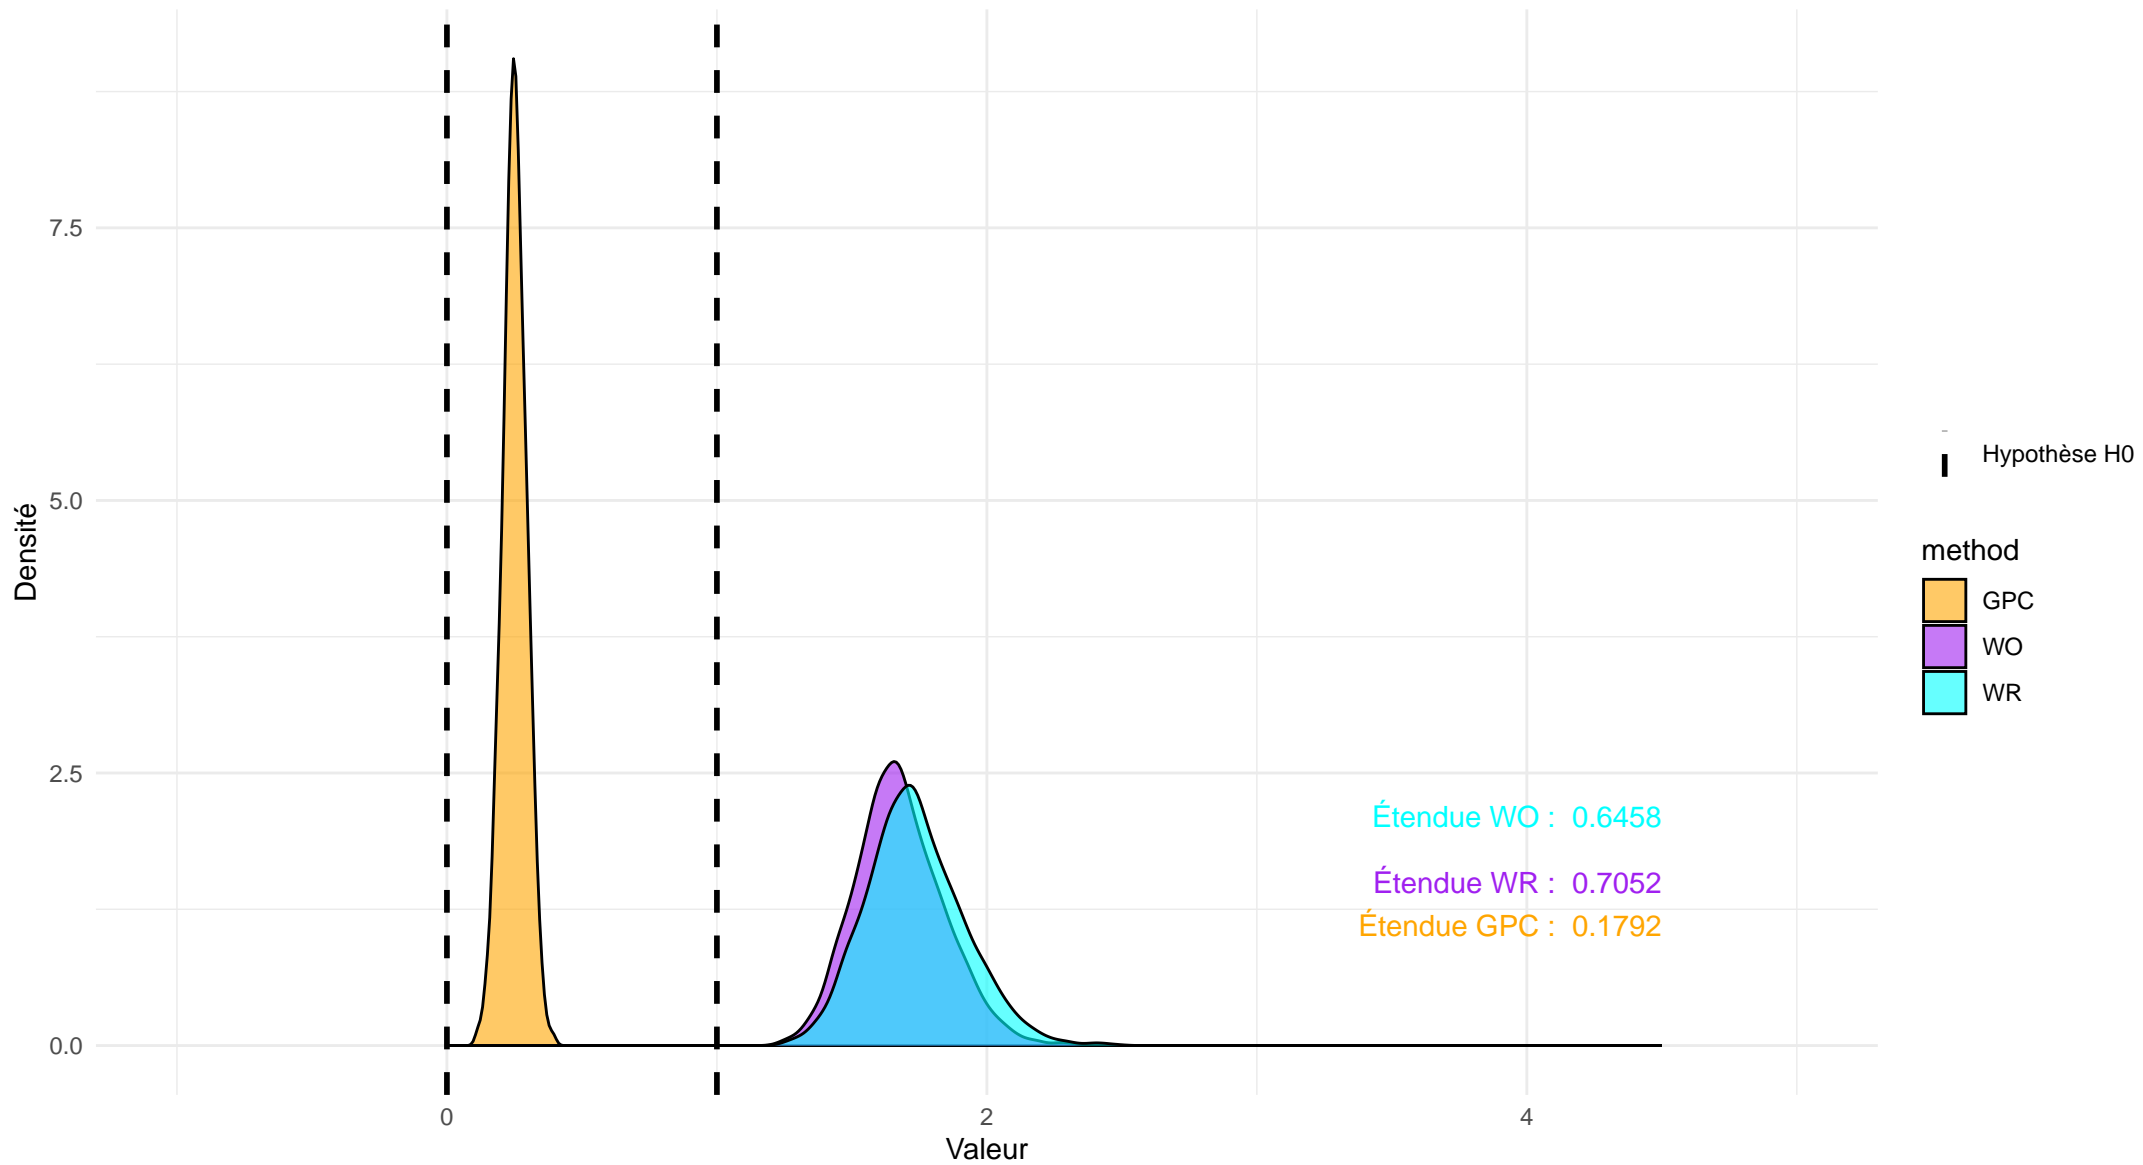 7.5
5.0
2.5
0.0
Densité
0
2
4
Valeur
Étendue WO : 0.6458
Étendue WR : 0.7052
Étendue GPC : 0.1792
Hypothèse H0
method
GPC
WO
WR